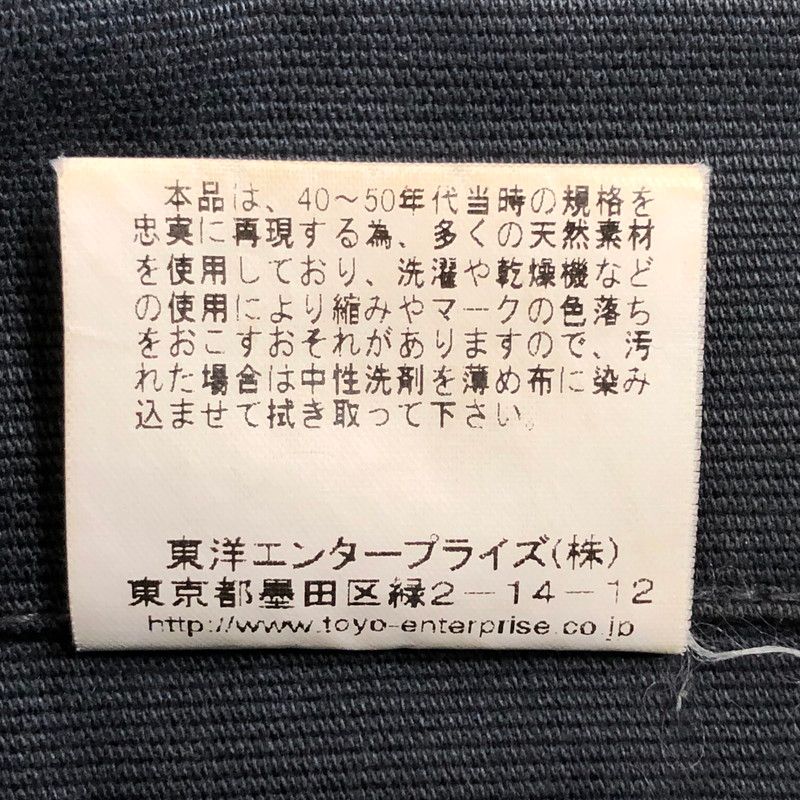 本品は、40〜50年代当時の規格を
忠実に再現する為、多くの天然素材
を使用しており、洗濯や乾燥機など
の使用により縮みやマークの色落ち
をおこすおそれがありますので、汚
れた場合は中性洗剤を薄め布に染み
込ませて拭き取って下さい。
東洋エンタープライズ(株)
東京都墨田区緑2－14－12
http://www.toyo-enterprise.co.jp